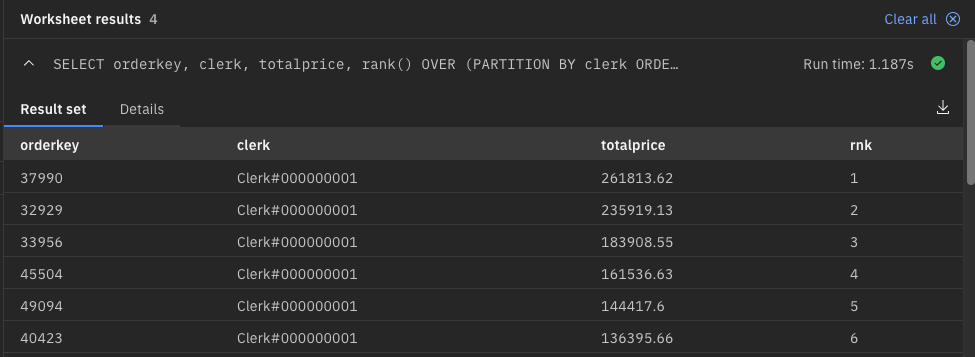 Worksheet results 4 Clear all
SELECT orderkey, clerk, totalprice, rank() OVER (PARTITION BY clerk ORDE… Run time: 1.187s
Result set Details
orderkey clerk totalprice rnk
37990 Clerk#000000001 261813.62 1
32929 Clerk#000000001 235919.13 2
33956 Clerk#000000001 183908.55 3
45504 Clerk#000000001 161536.63 4
49094 Clerk#000000001 144417.6 5
40423 Clerk#000000001 136395.66 6